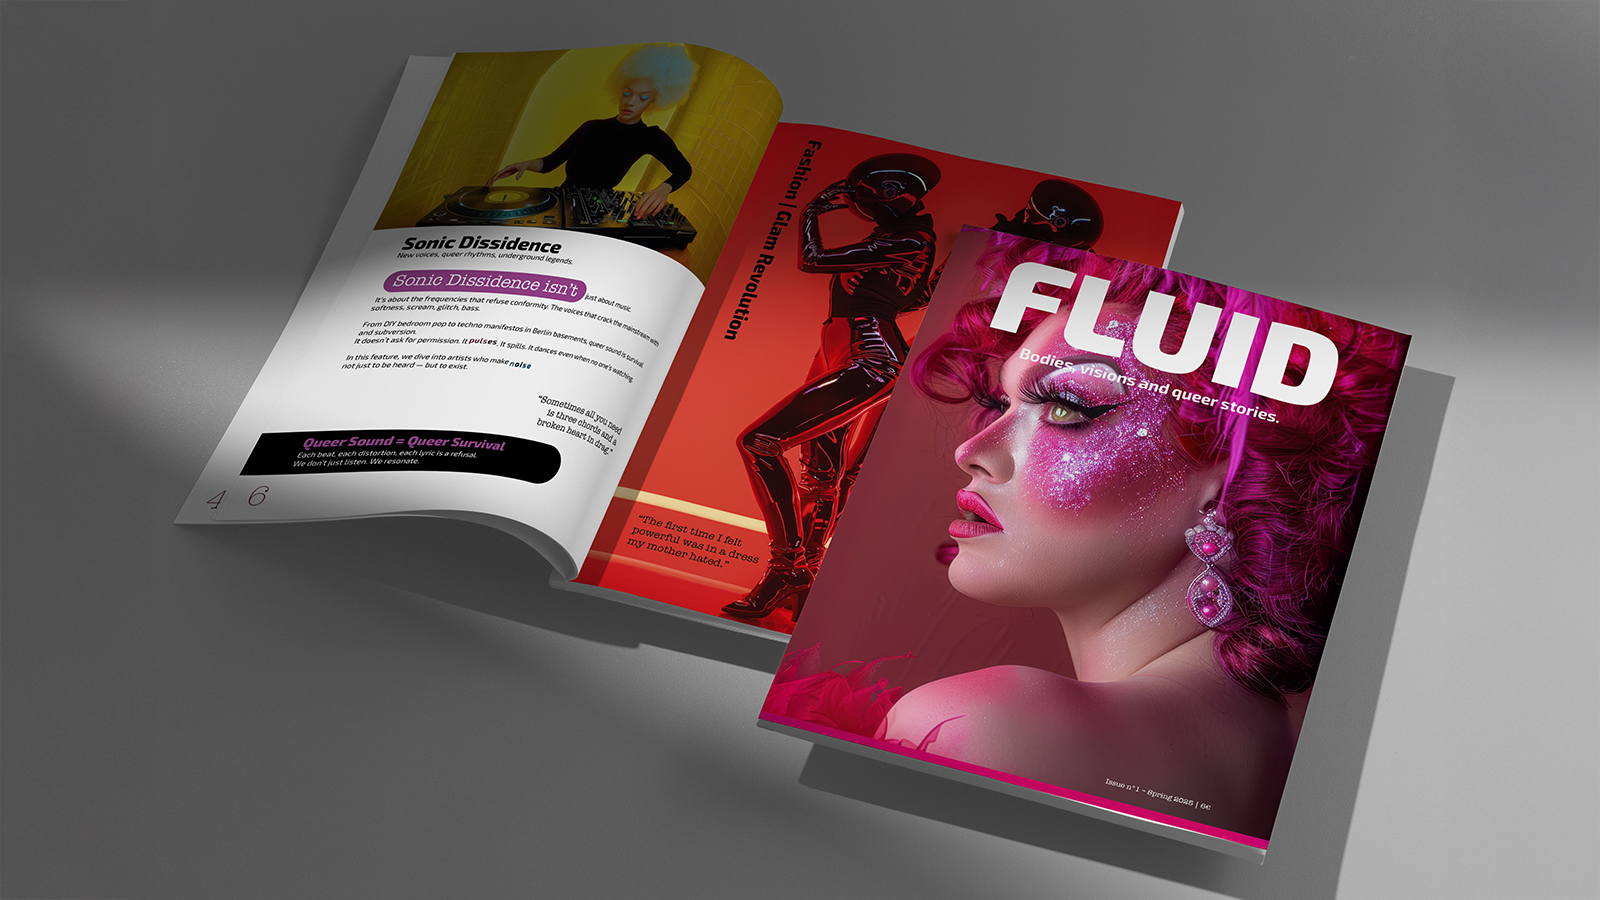 Sonic Dissidence
New voices, queer rhythms, underground legends.
Sonic Dissidence isn't just about music.
It's about the frequencies that refuse conformity. The voices that crack the mainstream with
softness, scream, glitch, bass.
From DIY bedroom pop to techno manifestos in Berlin basements, queer sound is survival
and subversion.
It doesn't ask for permission. It pulses. It spills. It dances even when no one's watching.
In this feature, we dive into artists who make noise
not just to be heard — but to exist.
"Sometimes all you need
is three chords and a
broken heart in drag."
Queer Sound = Queer Survival
Each beat, each distortion, each lyric is a refusal.
We don't just listen. We resonate.
4 6
Fashion | Glam Revolution
"The first time I felt
powerful was in a dress
my mother hated."
FLUID
Bodies, visions and queer stories.
Issue n°1 – Spring 2025 | 6€